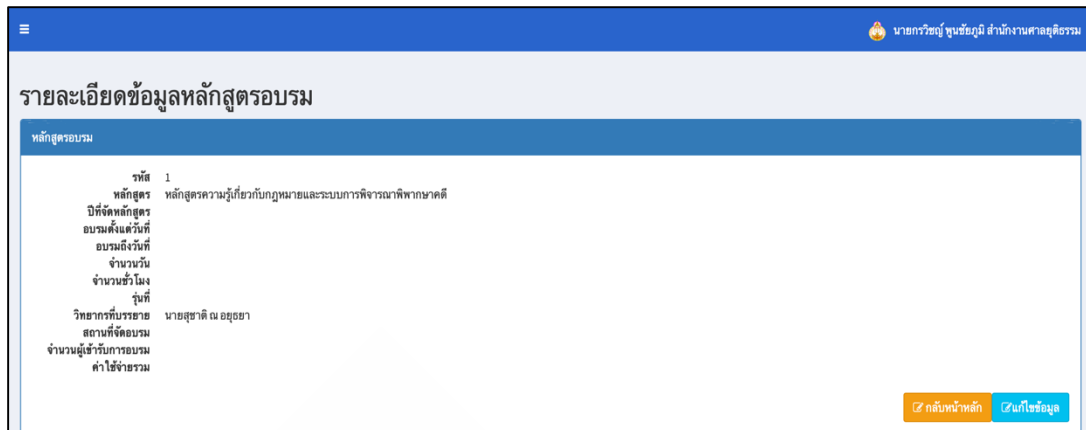 นายกรวิชญ์ พูนชัยภูมิ สำนักงานศาลยุติธรรม
รายละเอียดข้อมูลหลักสูตรอบรม
หลักสูตรอบรม
รหัส 1
หลักสูตร หลักสูตรความรู้เกี่ยวกับกฎหมายและระบบการพิจารณาพิพากษาคดี
ปีที่จัดหลักสูตร
อบรมตั้งแต่วันที่
อบรมถึงวันที่
จำนวนวัน
จำนวนชั่วโมง
รุ่นที่
วิทยากรที่บรรยาย นายสุชาติ ณ อยุธยา
สถานที่จัดอบรม
จำนวนผู้เข้ารับการอบรม
ค่าใช้จ่ายรวม
กลับหน้าหลัก แก้ไขข้อมูล